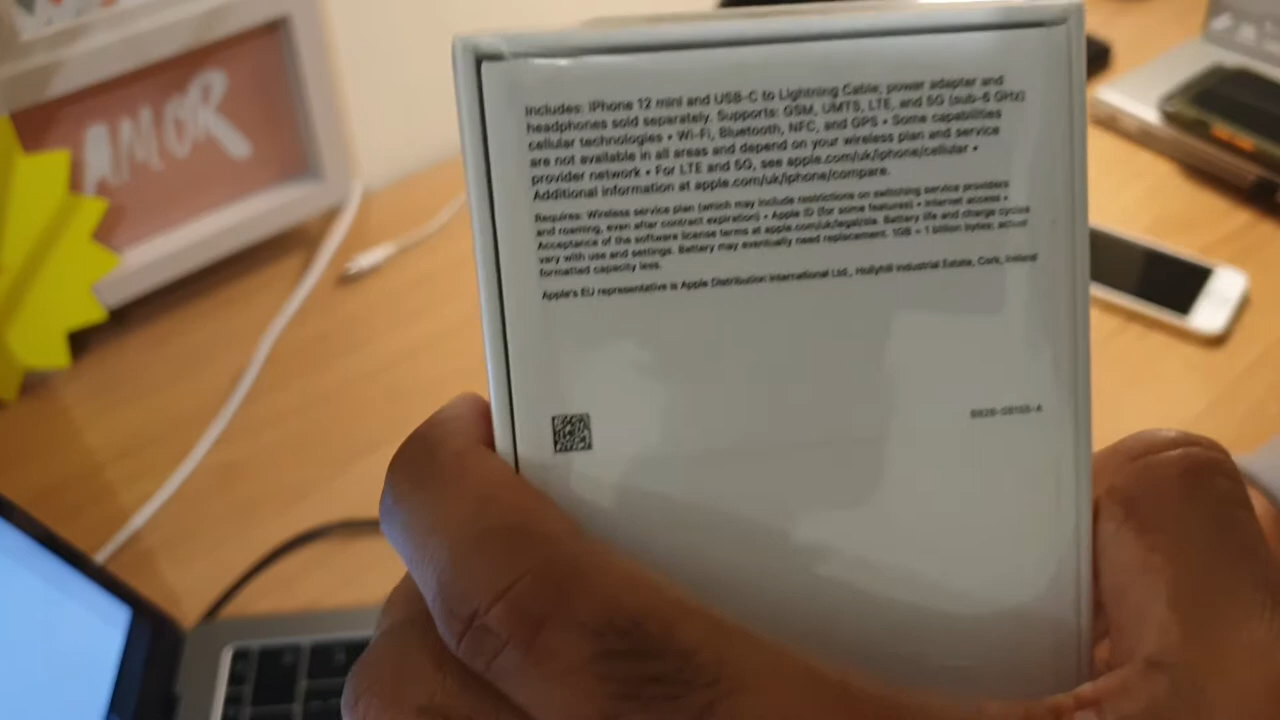 AMOR
Includes: iPhone 12 mini and USB-C to Lightning Cable; power adapter and
headphones sold separately. Supports: GSM, UMTS, LTE, and 5G (sub-6 GHz)
cellular technologies • Wi-Fi, Bluetooth, NFC, and GPS • Some capabilities
are not available in all areas and depend on your wireless plan and service
provider network • For LTE and 5G, see apple.com/uk/iphone/cellular •
Additional information at apple.com/uk/iphone/compare.
Requires: Wireless service plan (which may include restrictions on switching service providers
and roaming, even after contract expiration) • Apple ID (for some features) • Internet access •
Acceptance of the software license terms at apple.com/uk/legal/sla. Battery life and charge cycles
vary with use and settings. Battery may eventually need replacement. 1GB = 1 billion bytes; actual
formatted capacity less.
Apple's EU representative is Apple Distribution International Ltd., Hollyhill Industrial Estate, Cork, Ireland